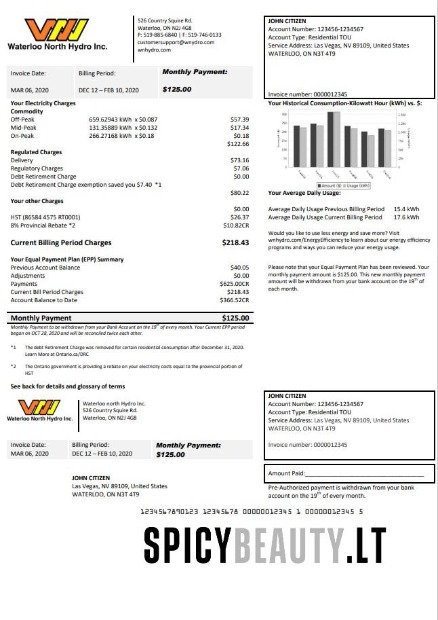 Waterloo North Hydro Inc.
526 Country Squire Rd.
Waterloo, ON N2J 4G8
P: 519-885-6840 | F: 519-746-0133
customersupport@wnhydro.com
wnhydro.com
JOHN CITIZEN
Account Number: 123456-1234567
Account Type: Residential TOU
Service Address: Las Vegas, NV 89109, United States
WATERLOO, ON N3T 4T9
Invoice number: 0000012345
Invoice Date: Billing Period: Monthly Payment:
MAR 06, 2020 DEC 12 – FEB 10, 2020 $125.00
Your Electricity Charges
Commodity
Off-Peak 659.62943 kWh x $0.087 $57.39
Mid-Peak 131.35889 kWh x $0.132 $17.34
On-Peak 266.27168 kWh x $0.18 $0.18
$122.66
Regulated Charges
Delivery $73.16
Regulatory Charges $7.06
Debt Retirement Charge $0.00
Debt Retirement Charge exemption saved you $7.40 *1
$80.22
Your other Charges
$0.00
HST (86584 4575 RT0001) $26.37
8% Provincial Rebate *2 $10.82CR
Current Billing Period Charges $218.43
Your Equal Payment Plan (EPP) Summary
Previous Account Balance $40.05
Adjustments $0.00
Payments $625.00CR
Current Bill Period Charges $218.43
Account Balance to Date $366.52CR
Monthly Payment $125.00
Monthly Payment to be withdrawn from your Bank Account on the 19th of every month. Your Current EPP period
began on OCT 28, 2020 and will be reconciled twice each other.
*1 The debt Retirement Charge was removed for certain residential consumption after December 31, 2020.
Learn More at Ontario.ca/DRC
*2 The Ontario government is providing a rebate on your electricity costs equal to the provincial portion of
HST
See back for details and glossary of terms
Your Historical Consumption-Kilowatt Hour (kWh) vs. $:
Amount ($) Usage (kWh)
Your Average Daily Usage:
Average Daily Usage Previous Billing Period 15.4 kWh
Average Daily Usage Current Billing Period 17.6 kWh
Would you like to use less energy and save more? Visit
wnhydro.com/EnergyEfficiency to learn about our energy efficiency
programs and ways you can reduce your energy usage.
Please note that your Equal Payment Plan has been reviewed. Your
monthly payment amount is $125.00. This new monthly payment
amount will be withdrawn from your bank account on the 19th of
each month.
Waterloo North Hydro Inc.
Waterloo north Hydro Inc.
526 Country Squire Rd.
Waterloo, ON N2J 4G8
Invoice Date: Billing Period: Monthly Payment:
MAR 06, 2020 DEC 12 – FEB 10, 2020 $125.00
JOHN CITIZEN
Account Number: 123456-1234567
Account Type: Residential TOU
Service Address: Las Vegas, NV 89109, United States
WATERLOO, ON N3T 4T9
Invoice number: 0000012345
Amount Paid:
Pre-Authorized payment is withdrawn from your bank
account on the 19th of every month.
JOHN CITIZEN
Las Vegas, NV 89109, United States
WATERLOO, ON N3T 4T9
1234567890123 12345678 00000012345 1 00000012345 5
SPICYBEAUTY.LT